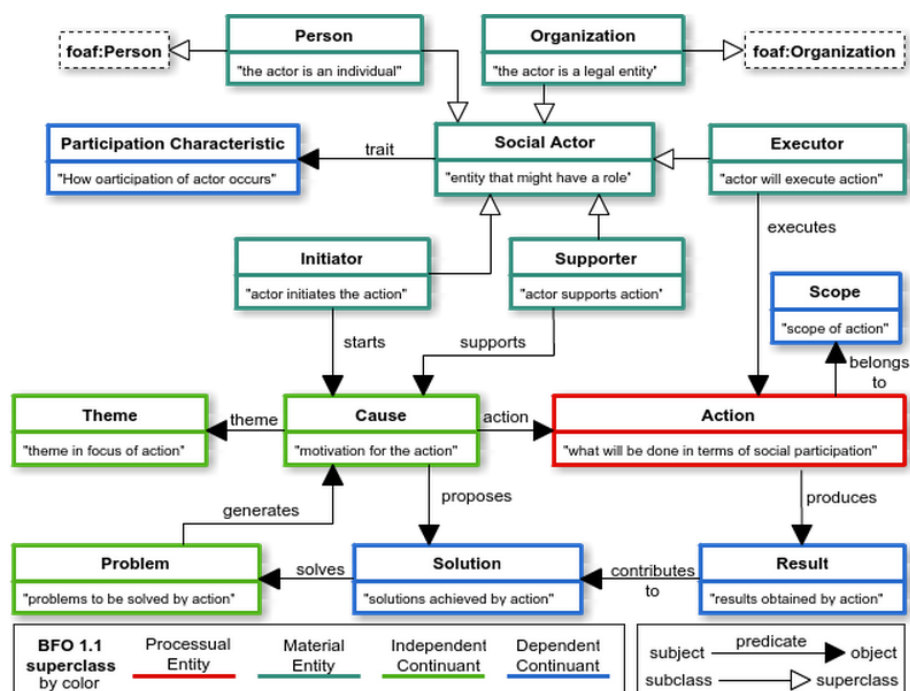 foaf:Person
Person
"the actor is an individual"
Organization
"the actor is a legal entity"
foaf:Organization
Participation Characteristic
"How oarticipation of actor occurs"
trait
Social Actor
"entity that might have a role"
Executor
"actor will execute action"
executes
Initiator
"actor initiates the action"
Supporter
"actor supports action"
Scope
"scope of action"
starts
supports
belongs
to
Theme
"theme in focus of action"
theme
Cause
"motivation for the action"
action
Action
"what will be done in terms of social participation"
generates
proposes
produces
Problem
"problems to be solved by action"
solves
Solution
"solutions achieved by action"
contributes
to
Result
"results obtained by action"
BFO 1.1
superclass
by color
Processual
Entity
Material
Entity
Independent
Continuant
Dependent
Continuant
subject predicate object
subclass superclass